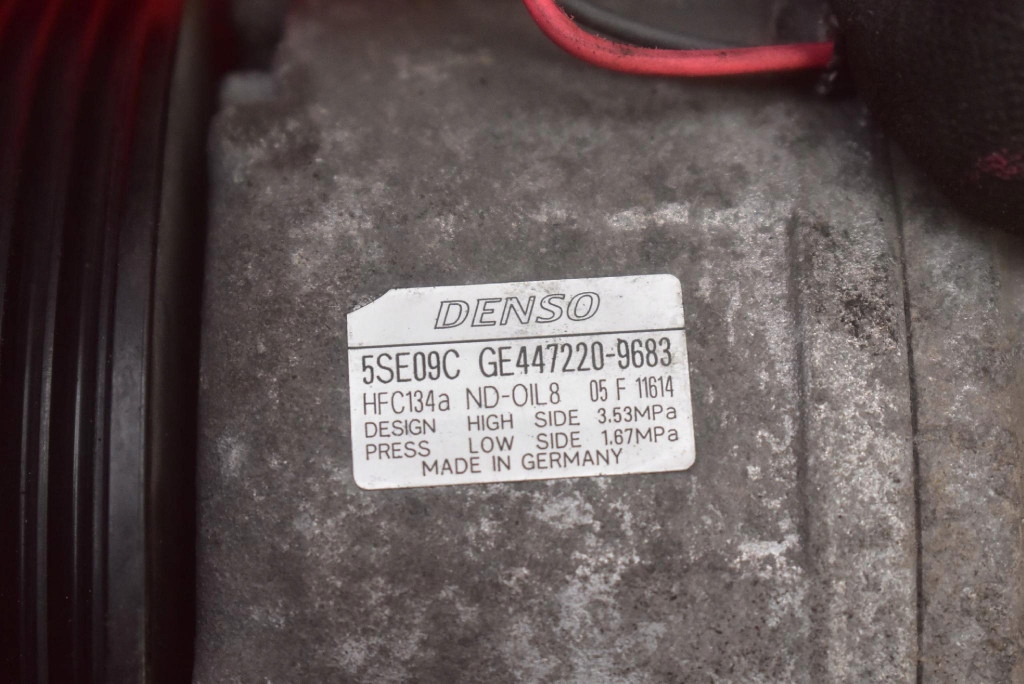 DENSO
5SE09C GE447220-9683
HFC134a ND-OIL8 05 F 11614
DESIGN HIGH SIDE 3.53MPa
PRESS LOW SIDE 1.67MPa
MADE IN GERMANY